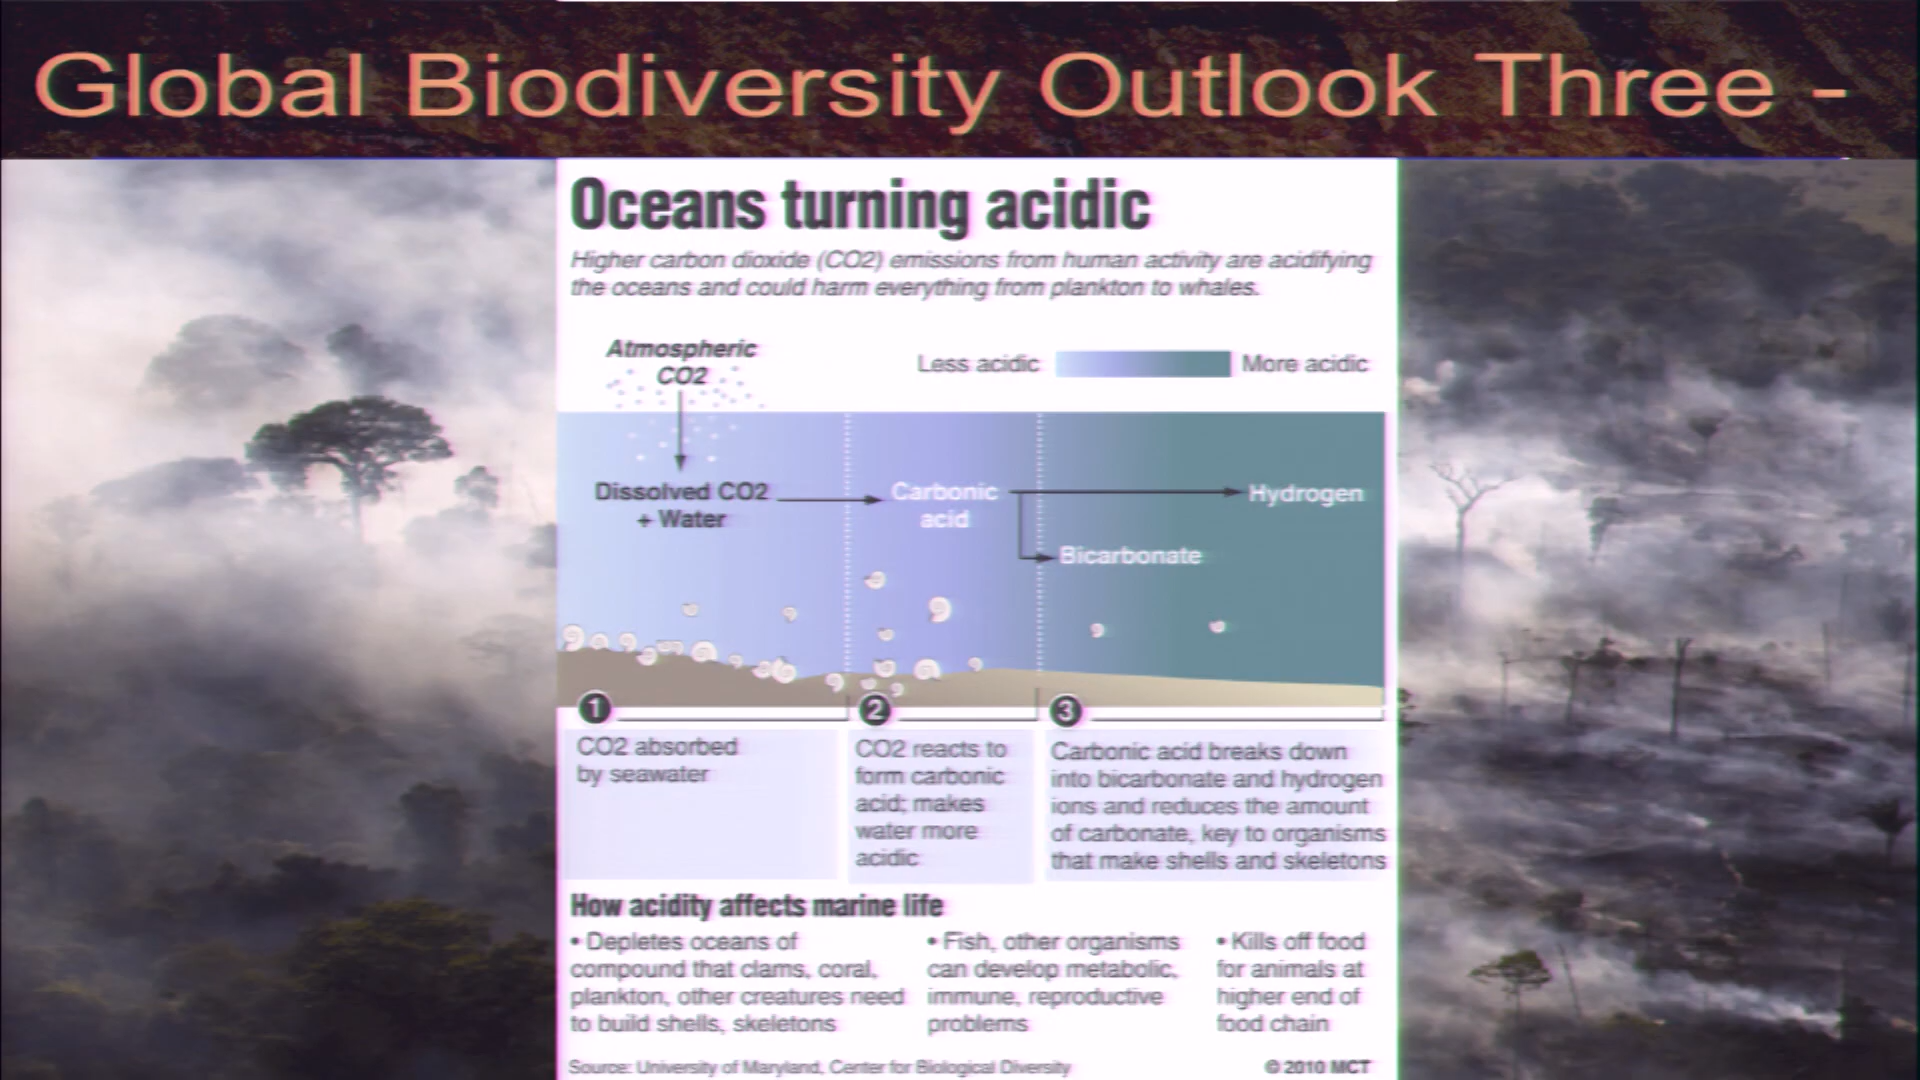 Global Biodiversity Outlook Three -
Oceans turning acidic
Higher carbon dioxide (CO2) emissions from human activity are acidifying
the oceans and could harm everything from plankton to whales.
Atmospheric
CO2
Less acidic
More acidic
Dissolved CO2
+ Water
Carbonic
acid
Hydrogen
Bicarbonate
1
CO2 absorbed
by seawater
2
CO2 reacts to
form carbonic
acid; makes
water more
acidic
3
Carbonic acid breaks down
into bicarbonate and hydrogen
ions and reduces the amount
of carbonate, key to organisms
that make shells and skeletons
How acidity affects marine life
• Depletes oceans of
compound that clams, coral,
plankton, other creatures need
to build shells, skeletons
• Fish, other organisms
can develop metabolic,
immune, reproductive
problems
• Kills off food
for animals at
higher end of
food chain
Source: University of Maryland, Center for Biological Diversity
© 2010 MCT